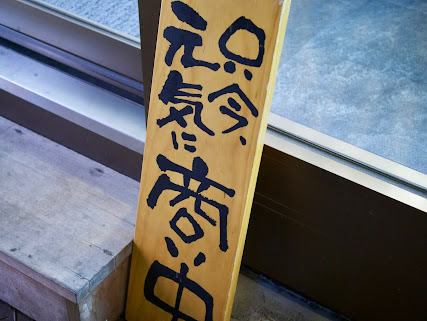 只今、
元気に
商い中